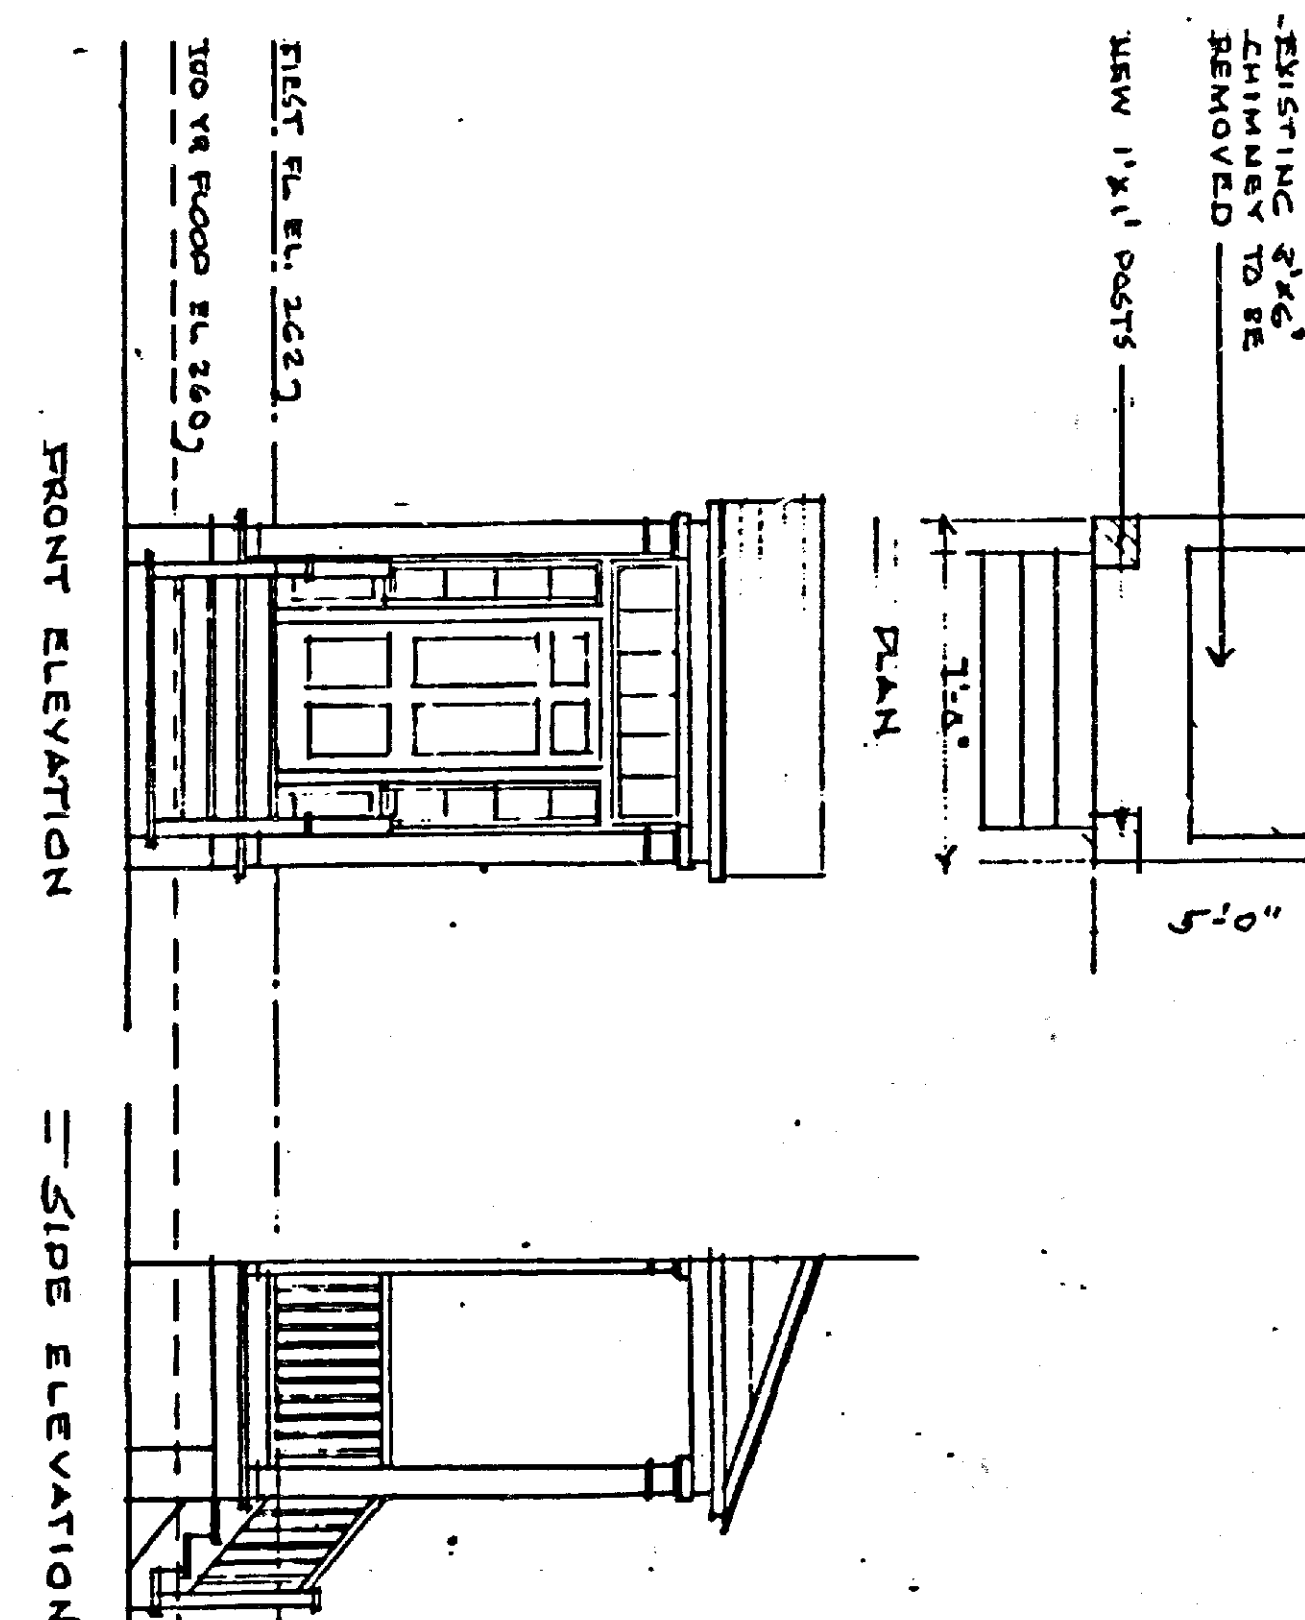 EXISTING 3'x6'
CHIMNEY TO BE
REMOVED
NEW 1'x1' POSTS
7'-0"
5'-0"
PLAN
FIRST FL EL. 262
100 YR FLOOD EL 260
FRONT ELEVATION
SIDE ELEVATION